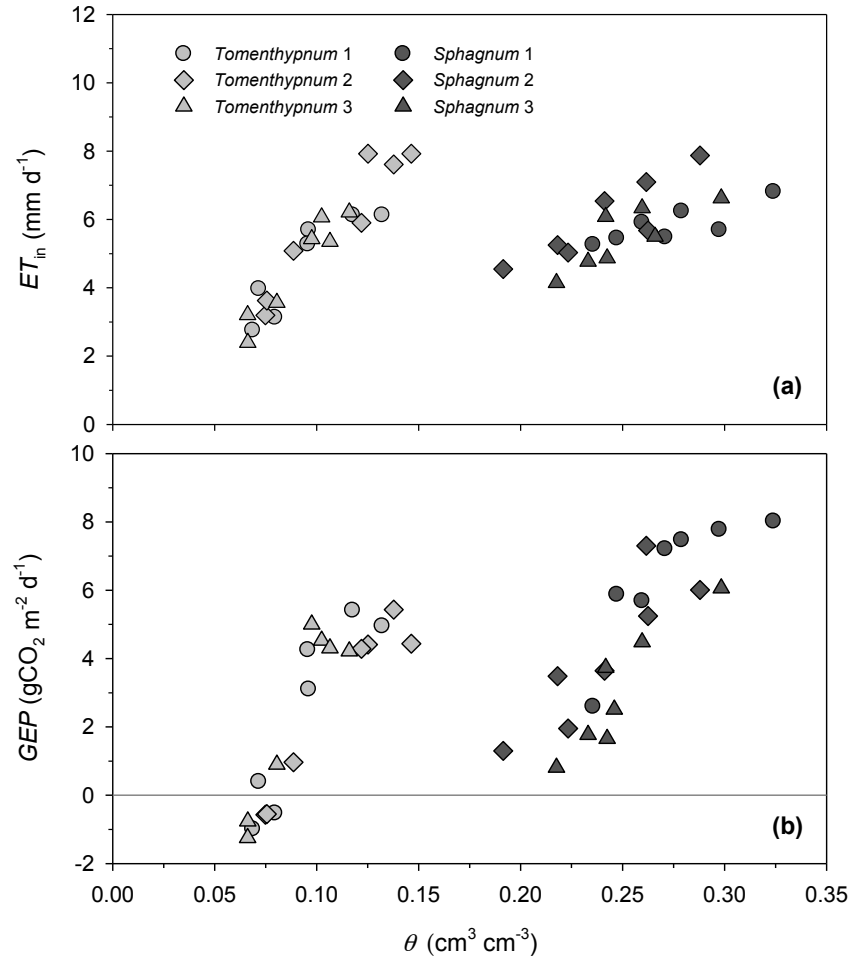 12
10
8
6
4
2
0
ET_in (mm d⁻¹)
Tomenthypnum 1
Tomenthypnum 2
Tomenthypnum 3
Sphagnum 1
Sphagnum 2
Sphagnum 3
(a)
10
8
6
4
2
0
-2
GEP (gCO₂ m⁻² d⁻¹)
(b)
0.00 0.05 0.10 0.15 0.20 0.25 0.30 0.35
θ (cm³ cm⁻³)